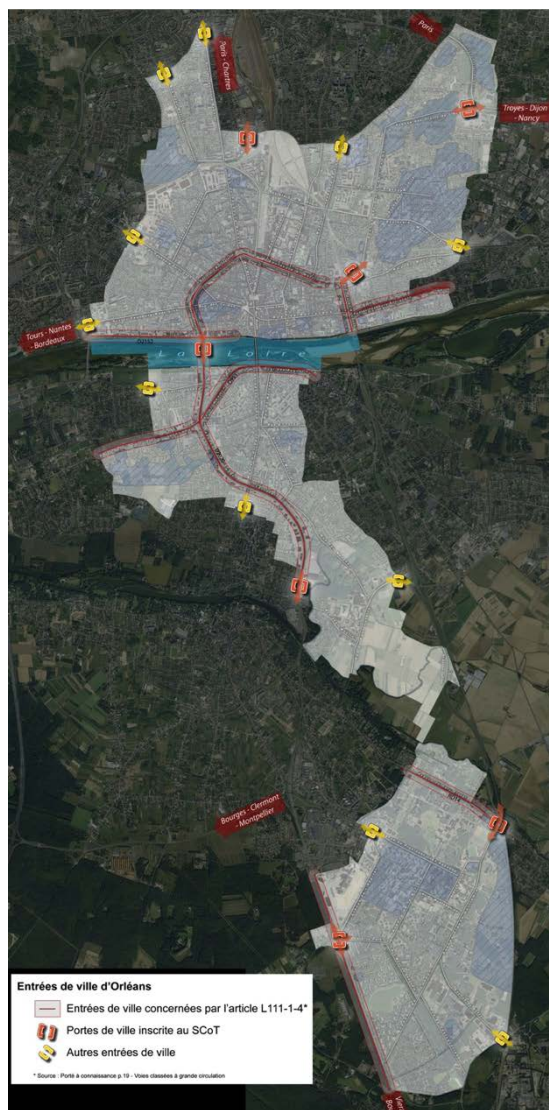 Paris - Chartres
Paris
Troyes - Dijon
- Nancy
Tours - Nantes
- Bordeaux
La Loire
Bourges - Clermont
- Montpellier
Entrées de ville d'Orléans
Entrées de ville concernées par l'article L111-1-4*
Portes de ville inscrite au SCoT
Autres entrées de ville
* Source : Porté à connaissance p.19 - Voies classées à grande circulation